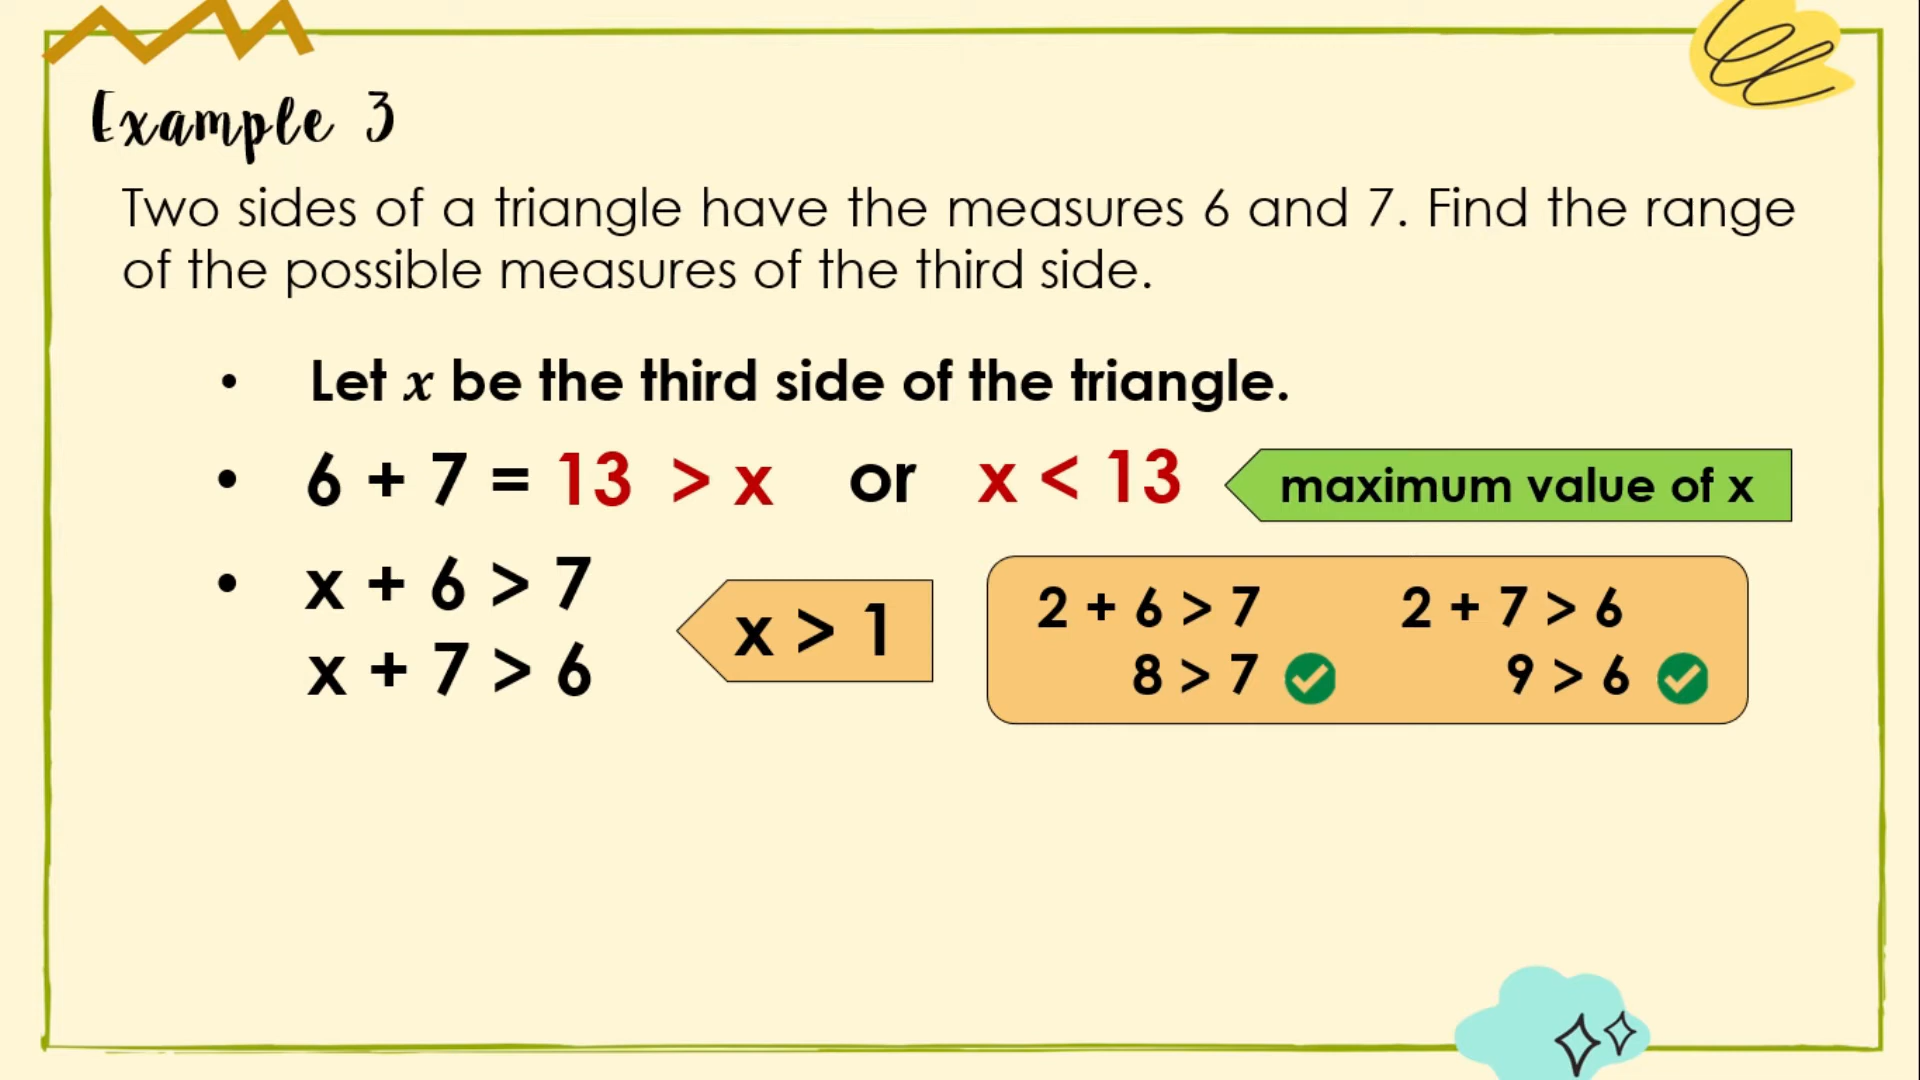 Example 3
Two sides of a triangle have the measures 6 and 7. Find the range
of the possible measures of the third side.
• Let x be the third side of the triangle.
• 6 + 7 = 13 > x or x < 13 maximum value of x
• x + 6 > 7
x + 7 > 6
x > 1
2 + 6 > 7 2 + 7 > 6
8 > 7 9 > 6